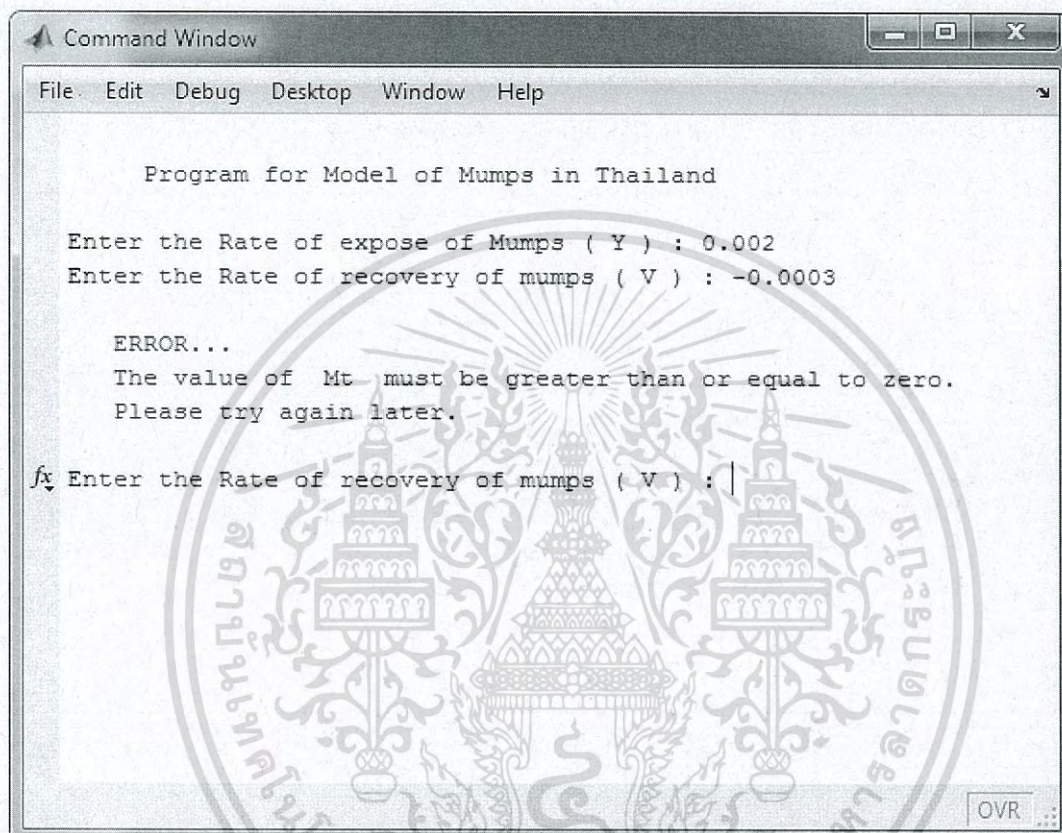 Command Window
File Edit Debug Desktop Window Help
Program for Model of Mumps in Thailand
Enter the Rate of expose of Mumps ( Y ) : 0.002
Enter the Rate of recovery of mumps ( V ) : -0.0003
ERROR...
The value of Mt must be greater than or equal to zero.
Please try again later.
fx Enter the Rate of recovery of mumps ( V ) :
OVR